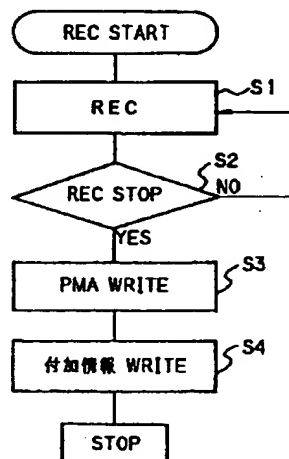 REC START
S1
REC
S2
REC STOP
NO
YES
S3
PMA WRITE
S4
付加情報 WRITE
STOP